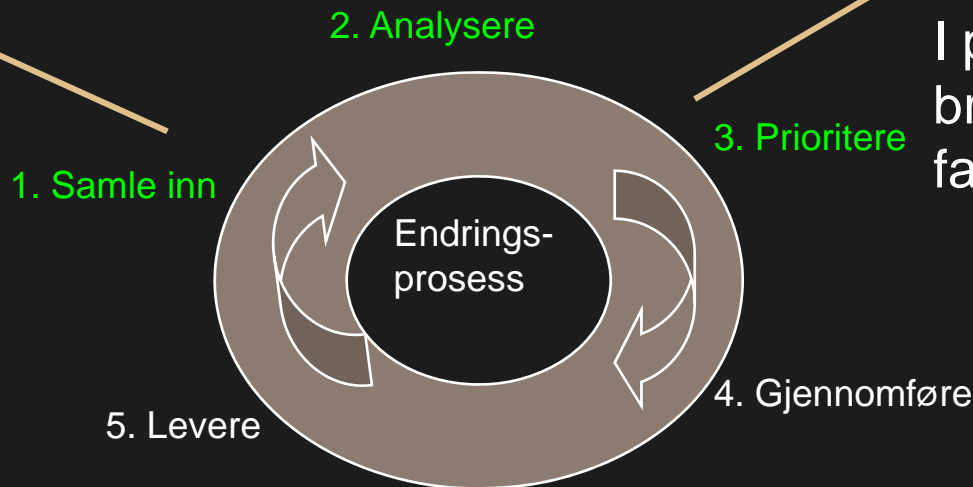 2. Analysere
3. Prioritere
1. Samle inn
Endrings-
prosess
4. Gjennomføre
5. Levere
I